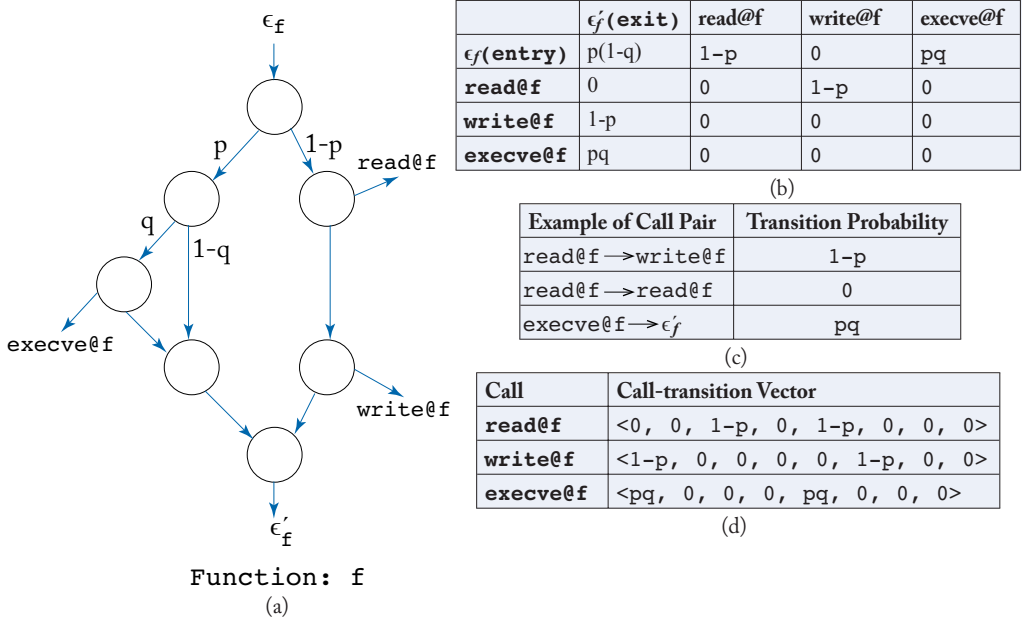 ϵf
p
1-p
read@f
q
1-q
execve@f
write@f
ϵ′f
Function: f
(a)
ϵ′f(exit) read@f write@f execve@f
ϵf(entry) p(1-q) 1-p 0 pq
read@f 0 0 1-p 0
write@f 1-p 0 0 0
execve@f pq 0 0 0
(b)
Example of Call Pair Transition Probability
read@f→write@f 1-p
read@f→read@f 0
execve@f→ϵ′f pq
(c)
Call Call-transition Vector
read@f <0, 0, 1-p, 0, 1-p, 0, 0, 0>
write@f <1-p, 0, 0, 0, 0, 1-p, 0, 0>
execve@f <pq, 0, 0, 0, pq, 0, 0, 0>
(d)